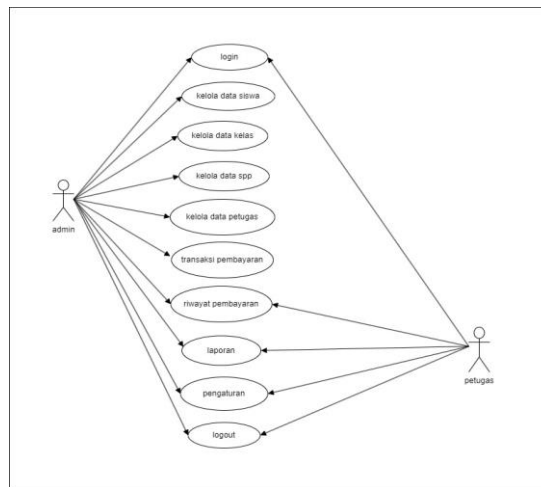 login
kelola data siswa
kelola data kelas
kelola data spp
kelola data petugas
admin
transaksi pembayaran
riwayat pembayaran
laporan
petugas
pengaturan
logout